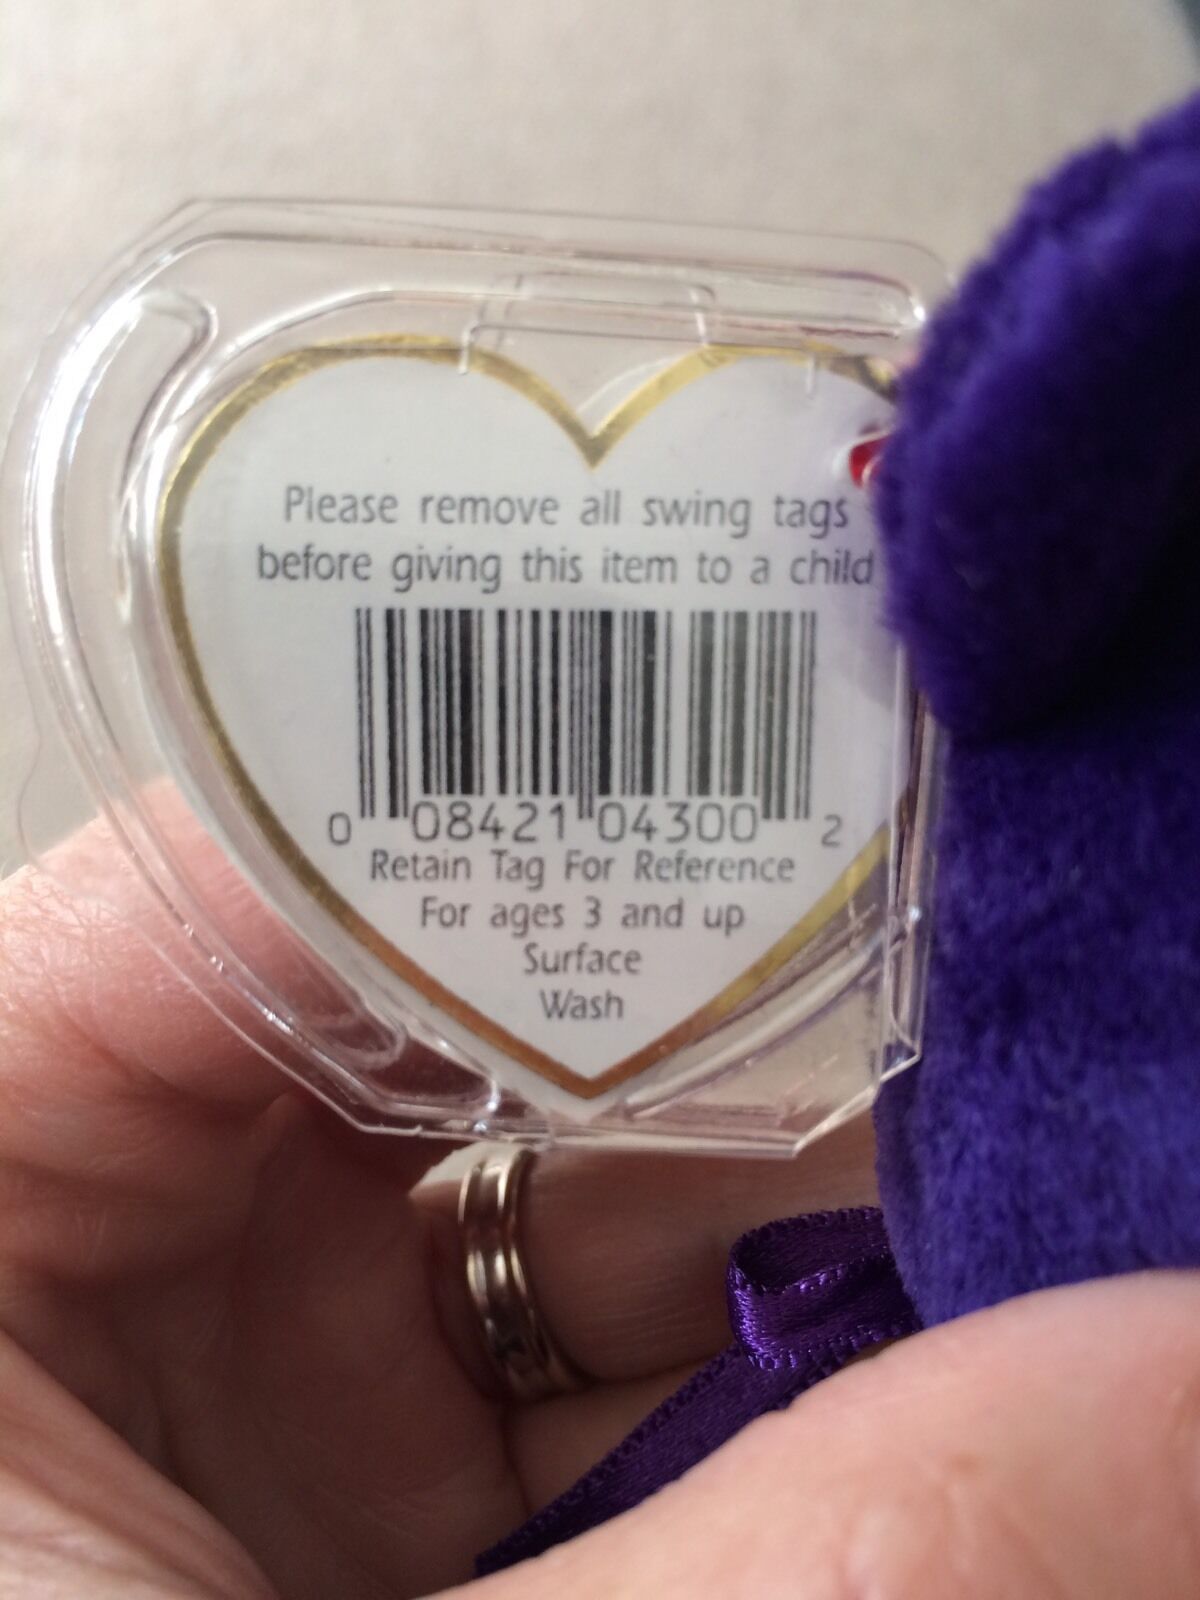 Please remove all swing tags
before giving this item to a child
0 08421 04300 2
Retain Tag For Reference
For ages 3 and up
Surface
Wash